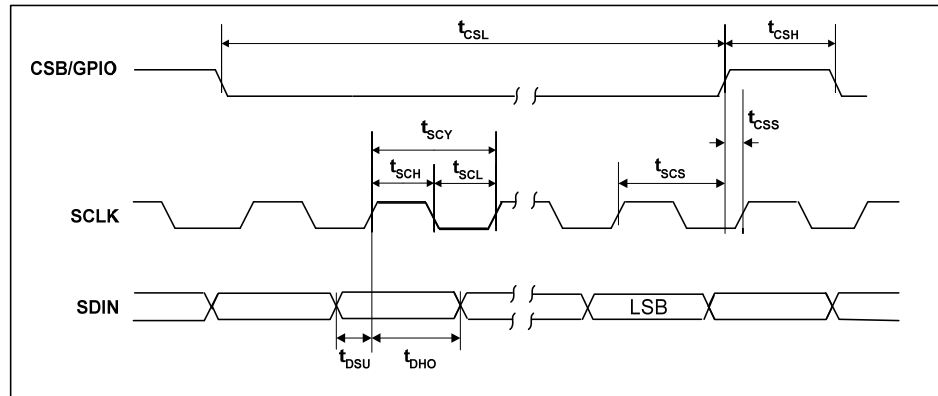 tCSL
tCSH
CSB/GPIO
tCSS
tSCY
tSCH
tSCL
tSCS
SCLK
SDIN
LSB
tDSU
tDHO